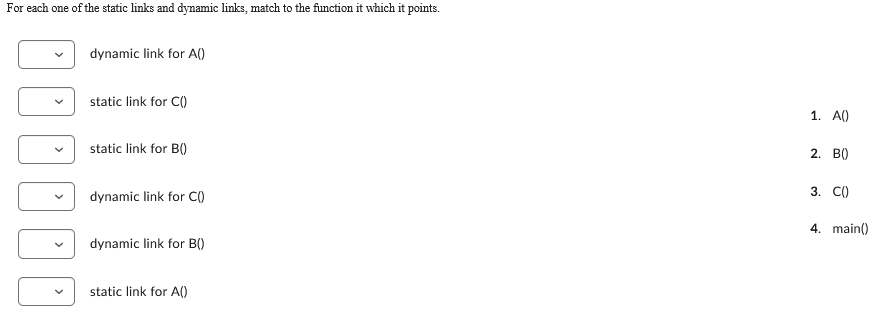 For each one of the static links and dynamic links, match to the function it which it points.
dynamic link for A()
static link for C()
static link for B()
dynamic link for C()
dynamic link for B()
static link for A()
1. A()
2. B()
3. C()
4. main()